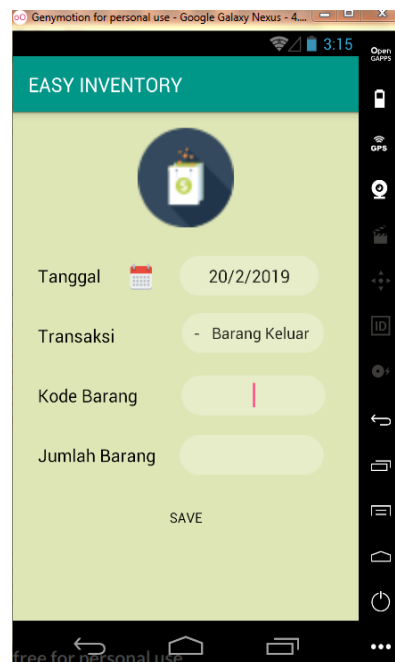 Genymotion for personal use - Google Galaxy Nexus - 4....
3:15
Open
GAPPS
EASY INVENTORY
GPS
Tanggal
20/2/2019
Transaksi
- Barang Keluar
ID
Kode Barang
Jumlah Barang
SAVE
free for personal use